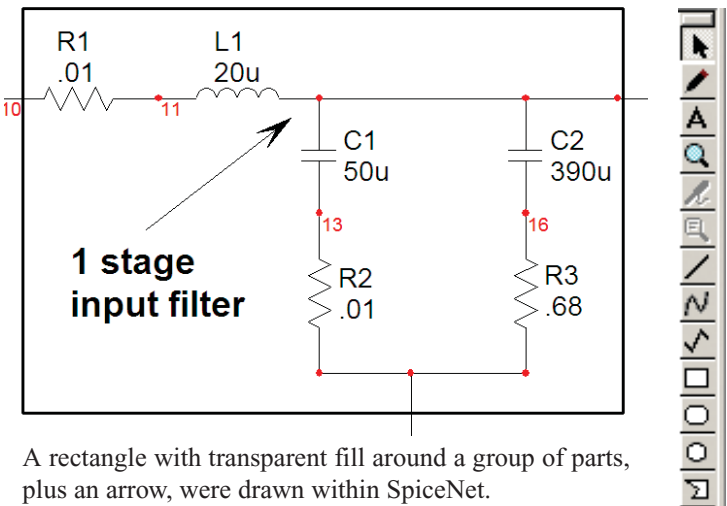 R1
.01
L1
20u
10
11
C1
50u
C2
390u
13
16
1 stage
input filter
R2
.01
R3
.68
A rectangle with transparent fill around a group of parts,
plus an arrow, were drawn within SpiceNet.
A